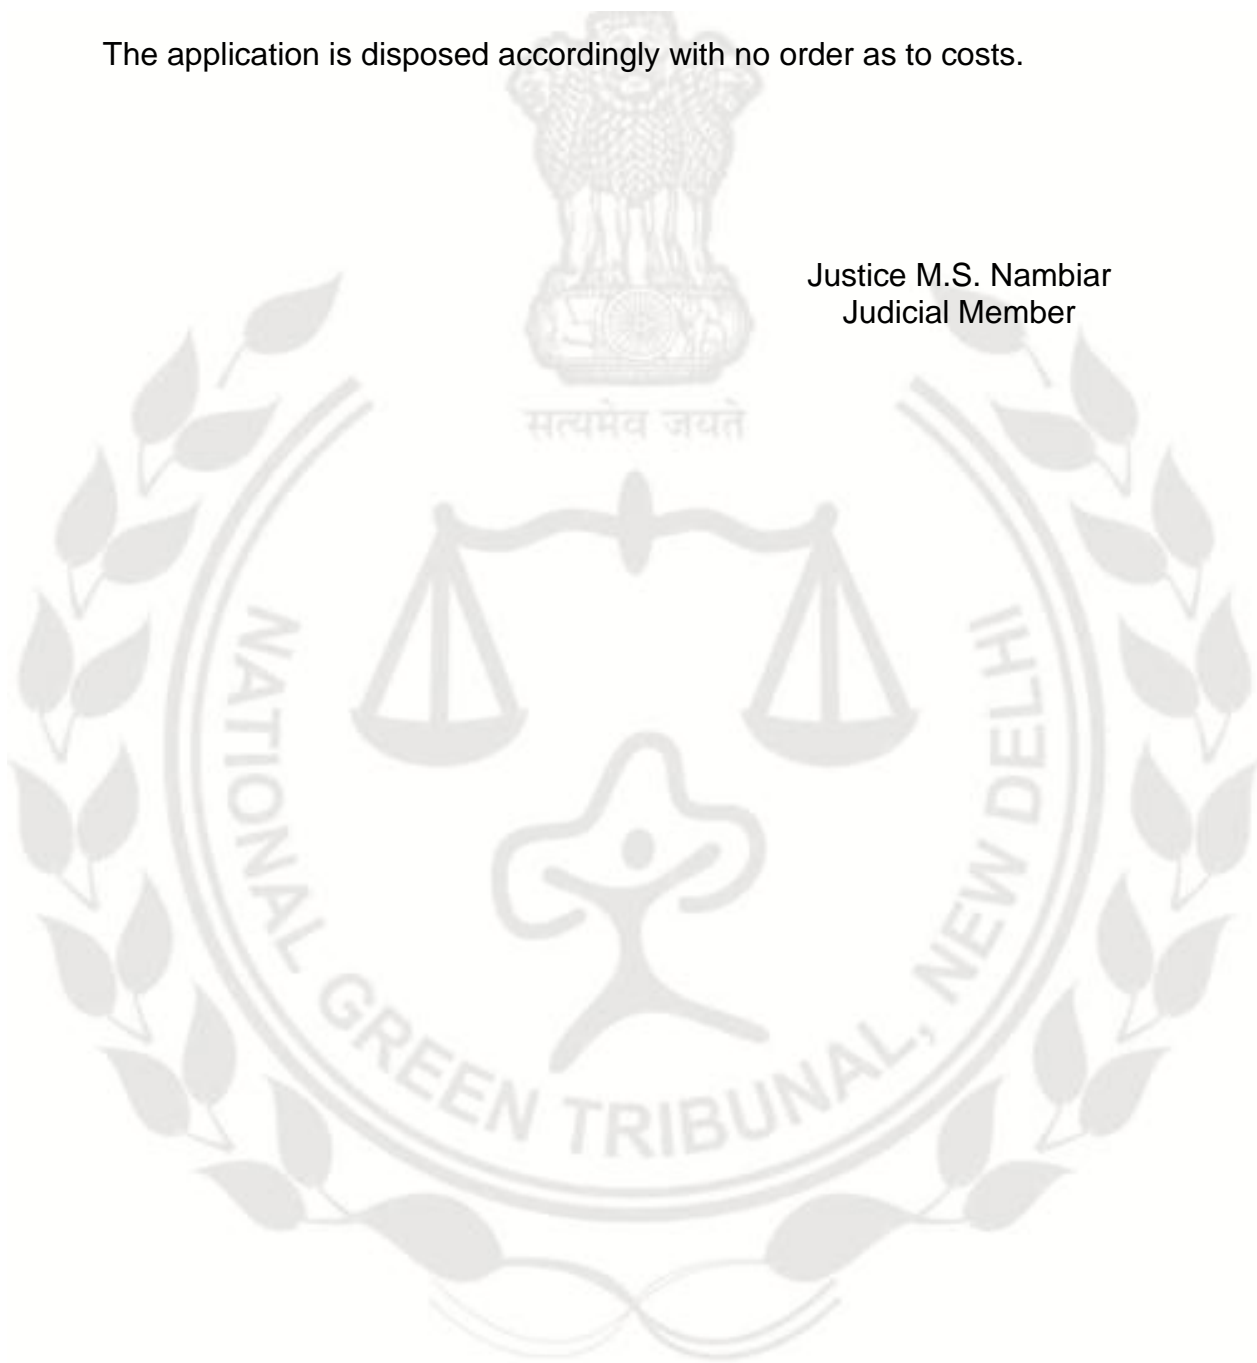 The application is disposed accordingly with no order as to costs.
Justice M.S. Nambiar
Judicial Member
सत्यमेव जयते
NATIONAL GREEN TRIBUNAL, NEW DELHI